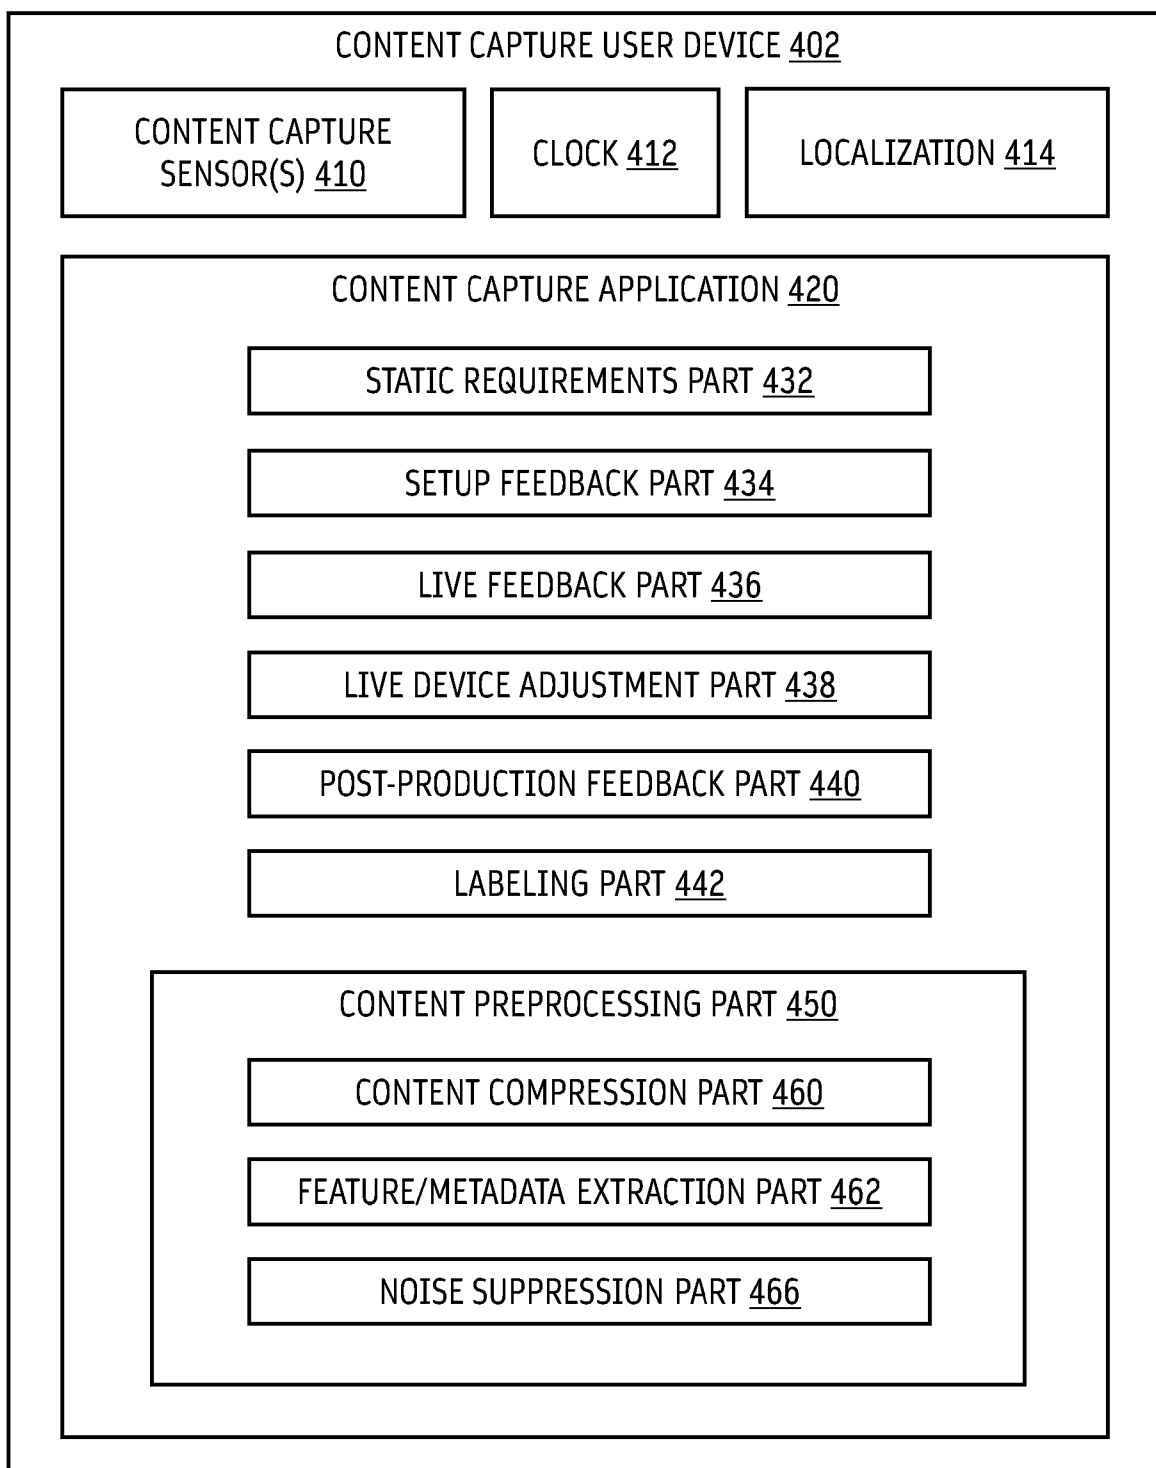 CONTENT CAPTURE USER DEVICE 402
CONTENT CAPTURE
SENSOR(S) 410
CLOCK 412
LOCALIZATION 414
CONTENT CAPTURE APPLICATION 420
STATIC REQUIREMENTS PART 432
SETUP FEEDBACK PART 434
LIVE FEEDBACK PART 436
LIVE DEVICE ADJUSTMENT PART 438
POST-PRODUCTION FEEDBACK PART 440
LABELING PART 442
CONTENT PREPROCESSING PART 450
CONTENT COMPRESSION PART 460
FEATURE/METADATA EXTRACTION PART 462
NOISE SUPPRESSION PART 466